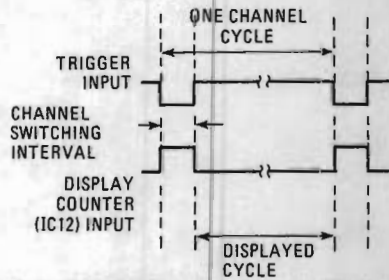 ONE CHANNEL
CYCLE
TRIGGER
INPUT
CHANNEL
SWITCHING
INTERVAL
DISPLAY
COUNTER
(IC12) INPUT
DISPLAYED
CYCLE